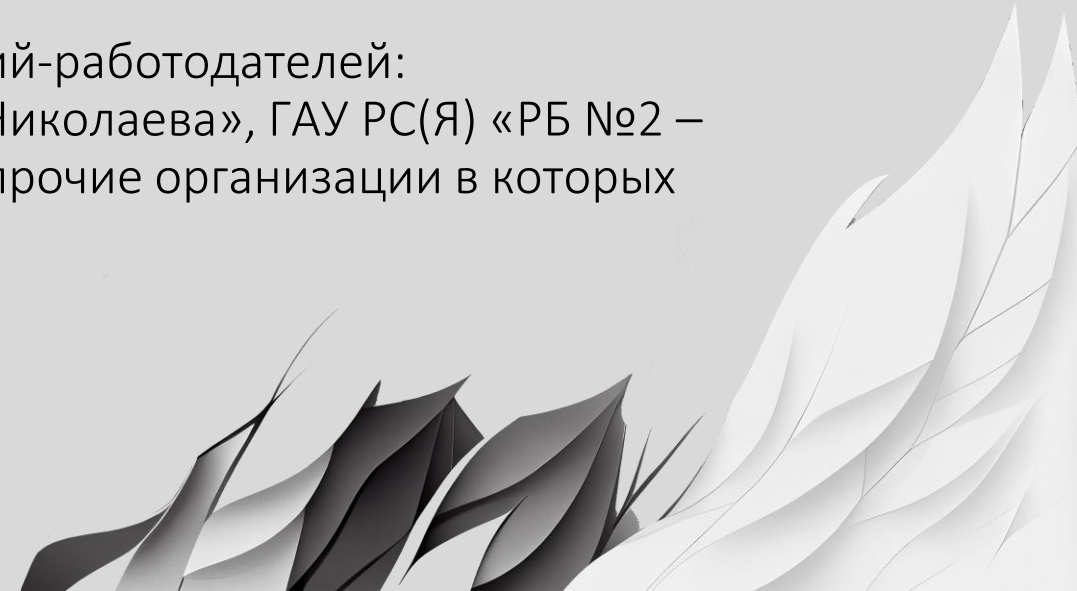 ий-работодателей:
Николаева», ГАУ РС(Я) «РБ №2 –
прочие организации в которых